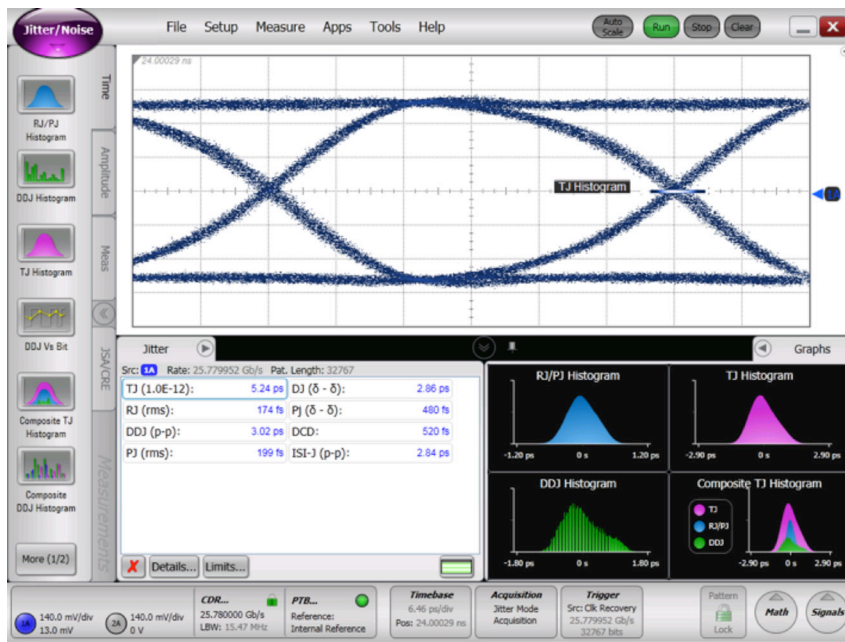 Jitter/Noise
File Setup Measure Apps Tools Help
Auto Scale
Run
Stop
Clear
24.00029 ns
RJ/PJ
Histogram
DDJ Histogram
TJ Histogram
DDJ Vs Bit
Composite TJ
Histogram
Composite
DDJ Histogram
More (1/2)
Time
Amplitude
Meas
JSA/CRE
Measurements
TJ Histogram
1A
Jitter
Graphs
Src: 1A Rate: 25.779952 Gb/s Pat. Length: 32767
TJ (1.0E-12): 5.24 ps DJ (δ - δ): 2.86 ps
RJ (rms): 174 fs PJ (δ - δ): 480 fs
DDJ (p-p): 3.02 ps DCD: 520 fs
PJ (rms): 199 fs ISI-J (p-p): 2.84 ps
Details... Limits...
RJ/PJ Histogram
-1.20 ps 0 s 1.20 ps
TJ Histogram
-2.90 ps 0 s 2.90 ps
DDJ Histogram
-1.80 ps 0 s 1.80 ps
Composite TJ Histogram
TJ
RJ/PJ
DDJ
-2.90 ps 0 s 2.90 ps
1A 140.0 mV/div
13.0 mV
2A 140.0 mV/div
0 V
CDR...
25.780000 Gb/s
LBW: 15.47 MHz
PTB...
Reference:
Internal Reference
Timebase
6.46 ps/div
Pos: 24.00029 ns
Acquisition
Jitter Mode
Acquisition
Trigger
Src: Clk Recovery
25.779952 Gb/s
32767 bits
Pattern
Lock
Math
Signals